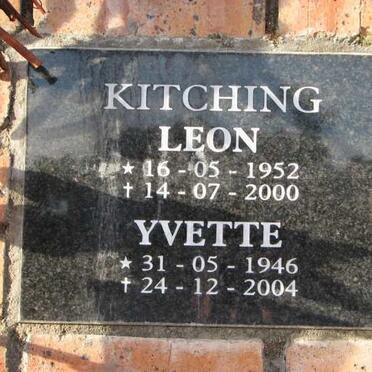 KITCHING
LEON
★ 16 - 05 - 1952
† 14 - 07 - 2000
YVETTE
★ 31 - 05 - 1946
† 24 - 12 - 2004